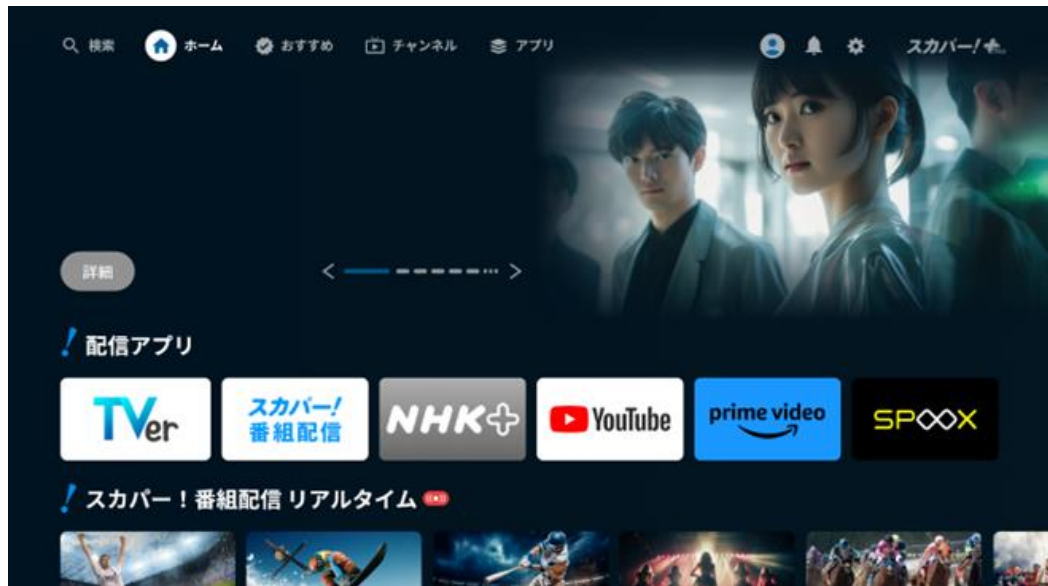 検索 ホーム おすすめ チャンネル アプリ スカパー!+
詳細
配信アプリ
TVer スカパー! 番組配信 NHK+ YouTube prime video SPOOX
スカパー！番組配信 リアルタイム